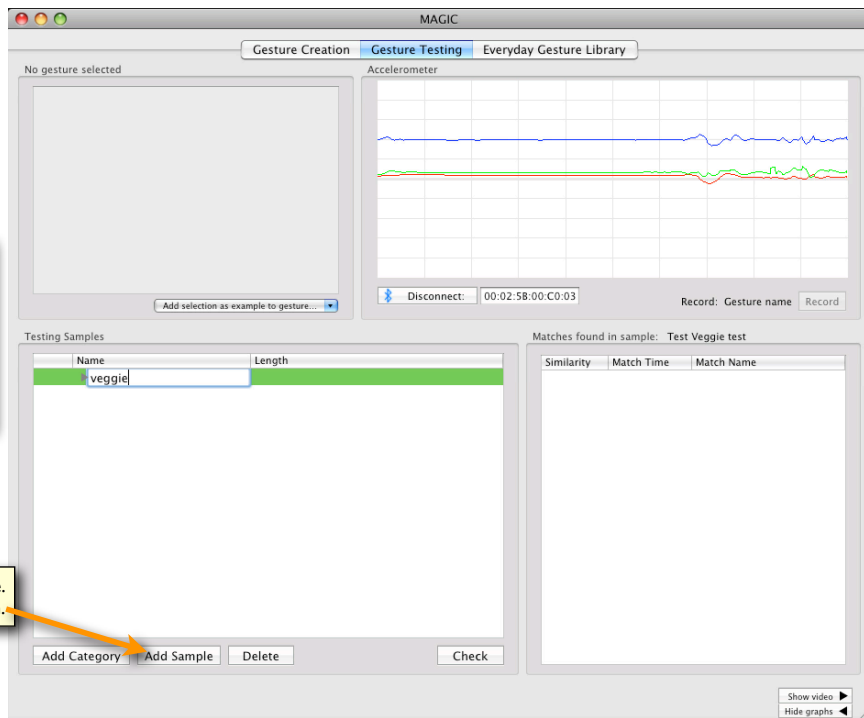 MAGIC
Gesture Creation Gesture Testing Everyday Gesture Library
No gesture selected
Accelerometer
Add selection as example to gesture...
Disconnect: 00:02:5B:00:C0:03
Record: Gesture name Record
Testing Samples
Name Length
veggie
Add Category Add Sample Delete Check
Matches found in sample: Test Veggie test
Similarity Match Time Match Name
Show video
Hide graphs